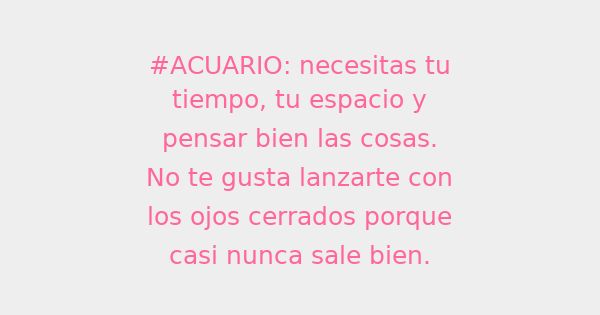 #ACUARIO: necesitas tu
tiempo, tu espacio y
pensar bien las cosas.
No te gusta lanzarte con
los ojos cerrados porque
casi nunca sale bien.